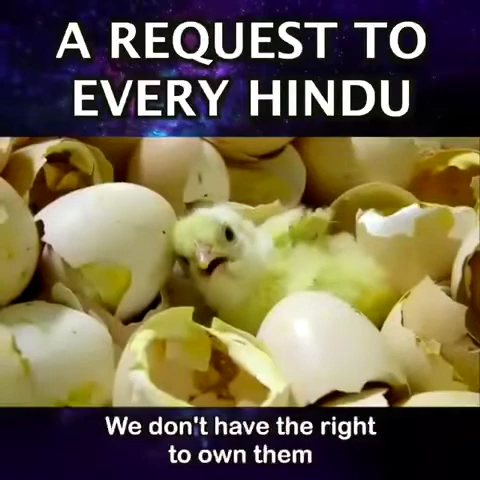 A REQUEST TO
EVERY HINDU
We don't have the right
to own them